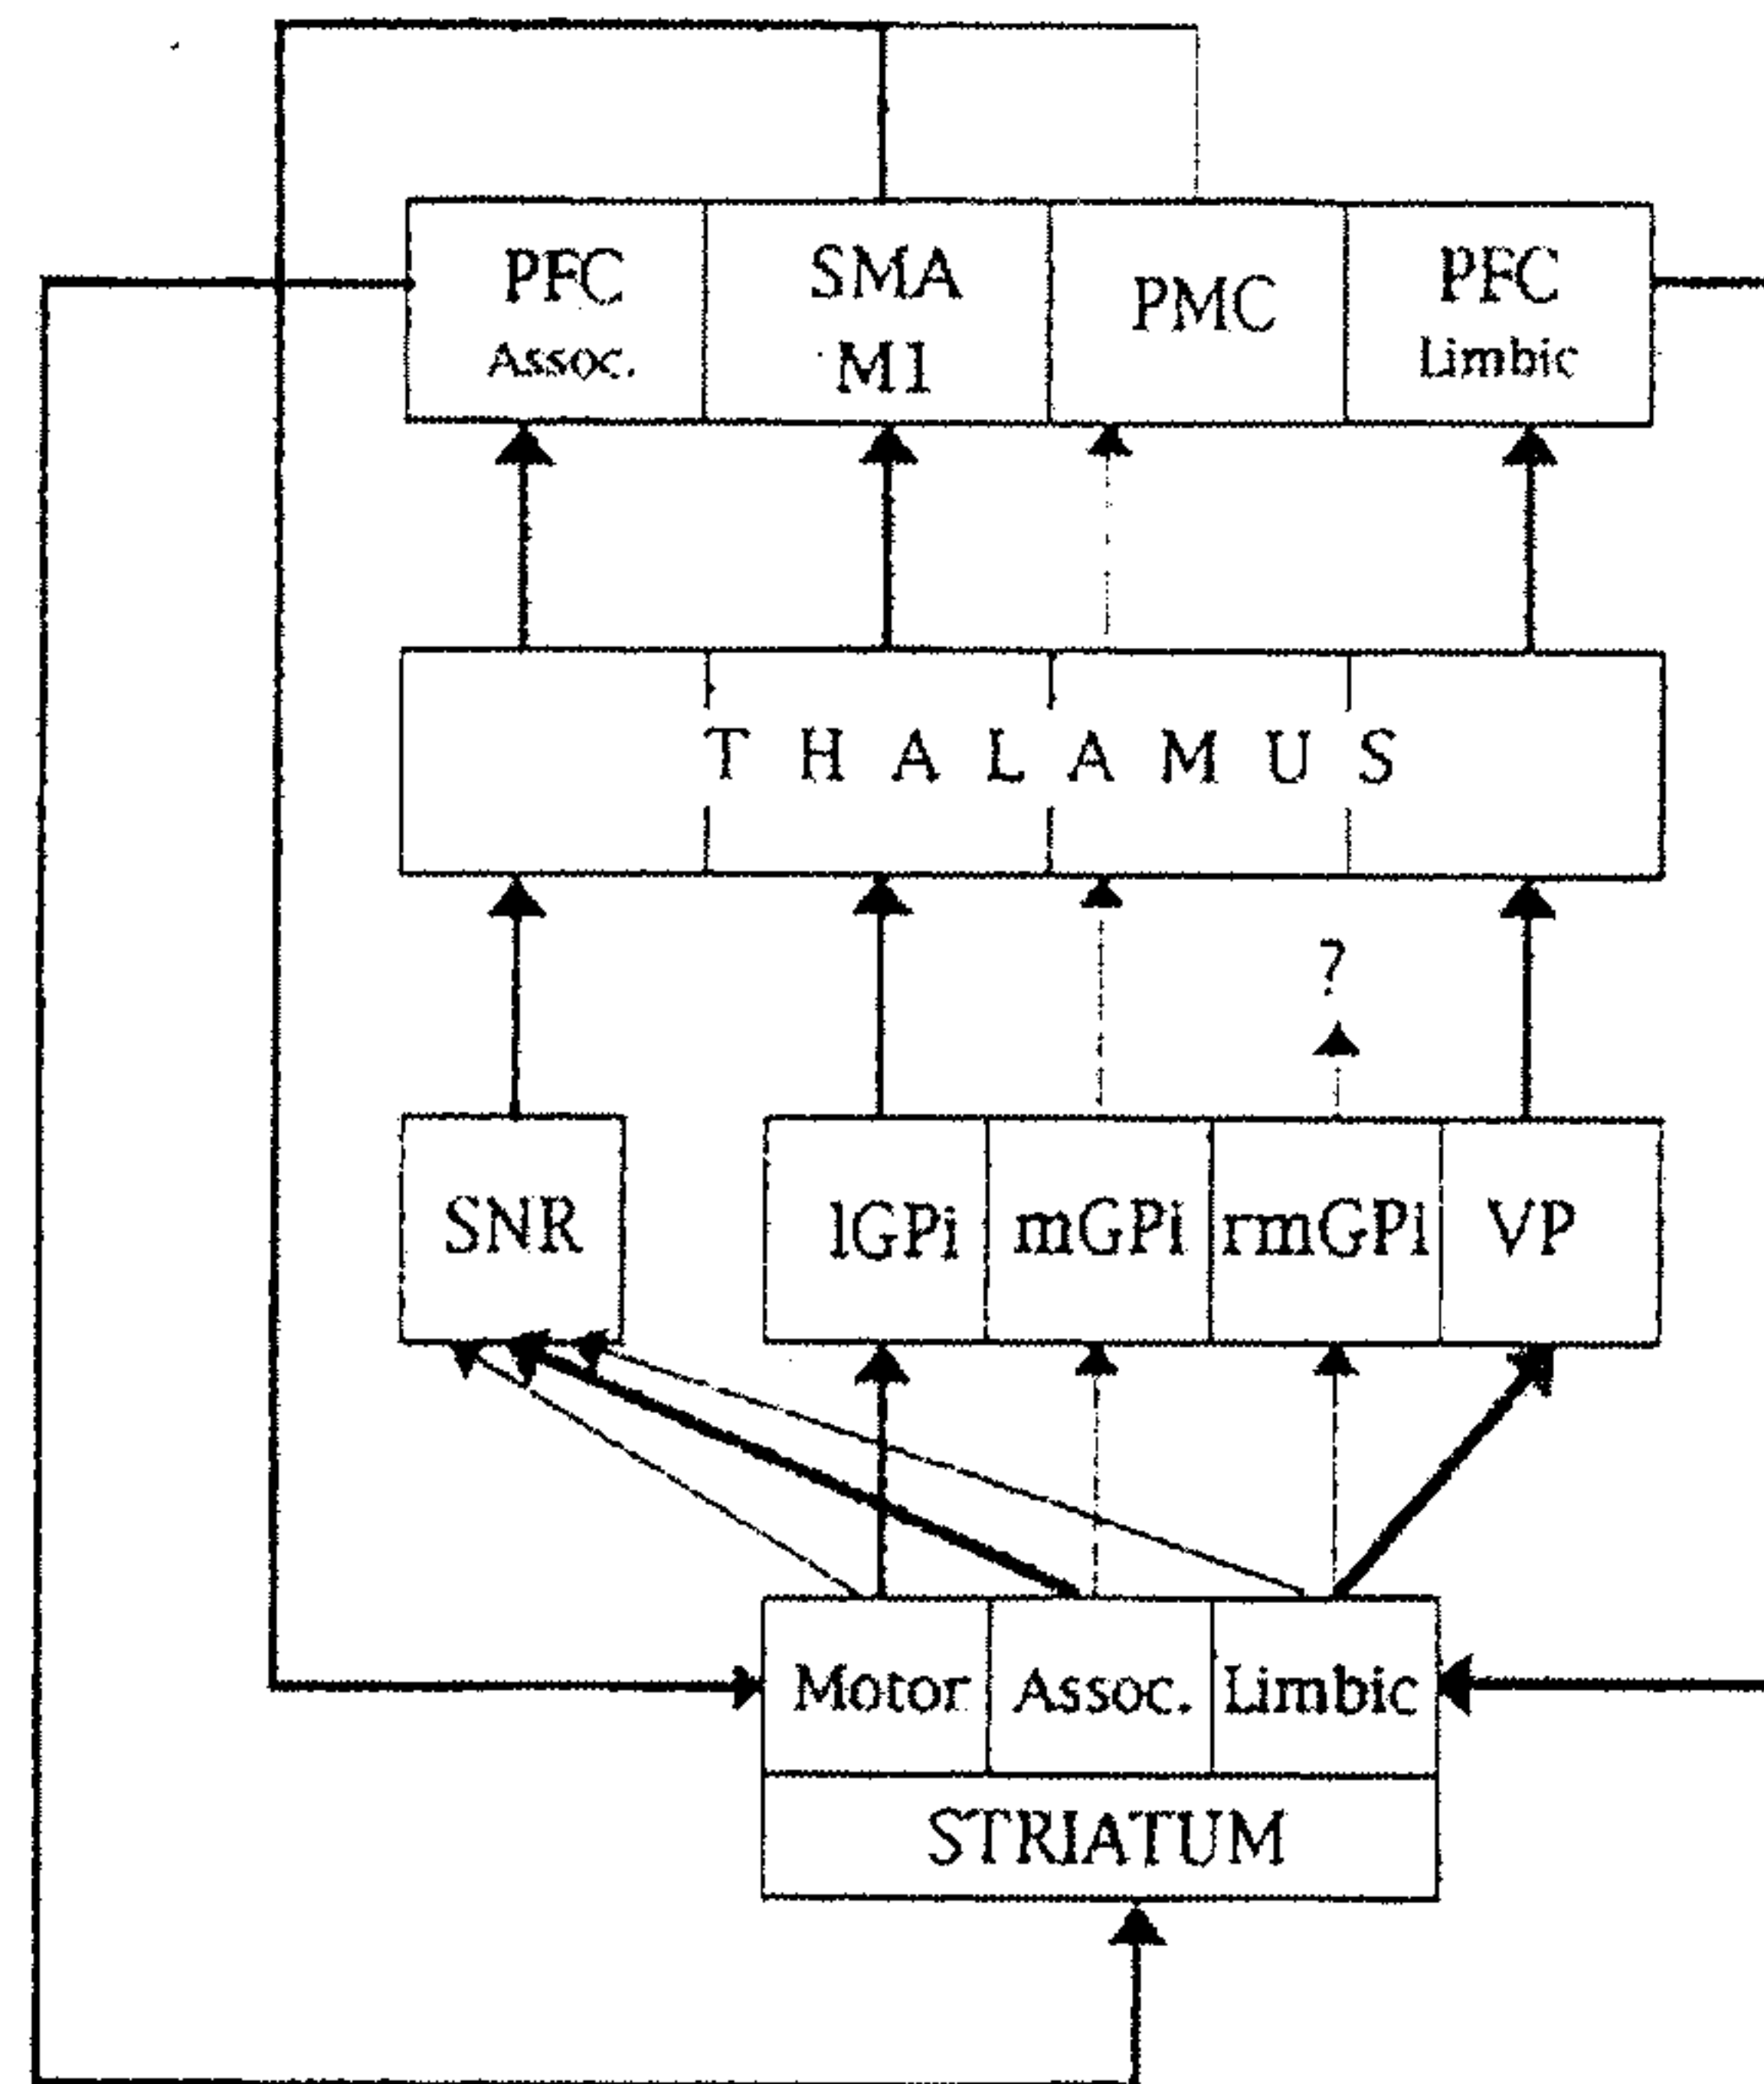 PFC
Assoc.
SMA
M1
PMC
PFC
Limbic
THALAMUS
?
SNR
lGPi
mGPi
rmGPi
VP
Motor
Assoc.
Limbic
STRIATUM